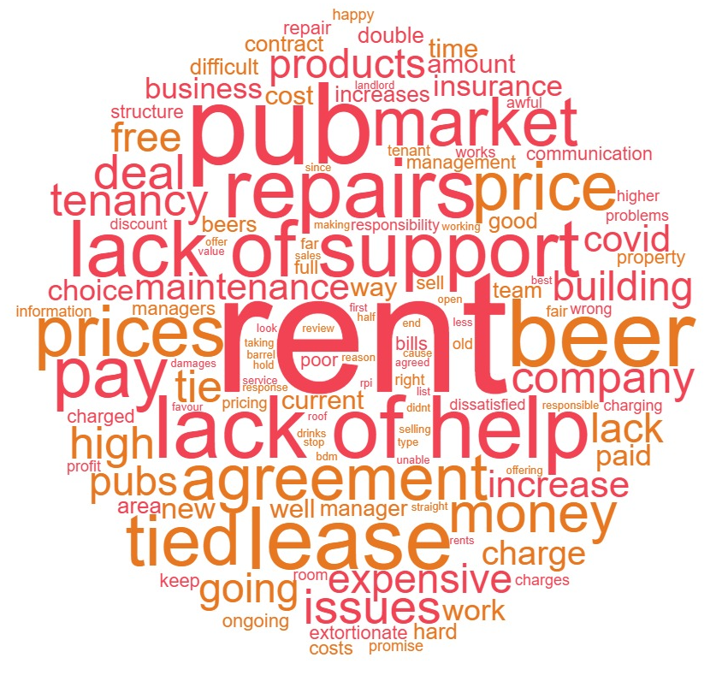 happy
repair
double
contract
time
difficult
products
amount
business
cost
landlord
increases
insurance
structure
pub
market
awful
free
tenant
works
communication
deal
since
management
tenancy
repairs
price
higher
discount
beers
making
responsibility
working
good
problems
lack of support
offer
value
far
sales
full
covid
property
choice
maintenance
way
sell
team
best
building
open
information
managers
first
half
less
fair
wrong
prices
rent
beer
look
review
end
taking
barrel
hold
poor
reason
bills
cause
agreed
old
pay
damages
tie
service
response
rpi
right
list
company
favour
pricing
current
didnt
dissatisfied
responsible
charging
charged
roof
lack of help
lack
high
drinks
stop
selling
type
profit
bdm
unable
paid
pubs
agreement
offering
increase
area
new
well
manager
straight
money
tied
lease
rents
charge
keep
going
room
expensive
charges
issues
work
ongoing
extortionate
hard
costs
promise